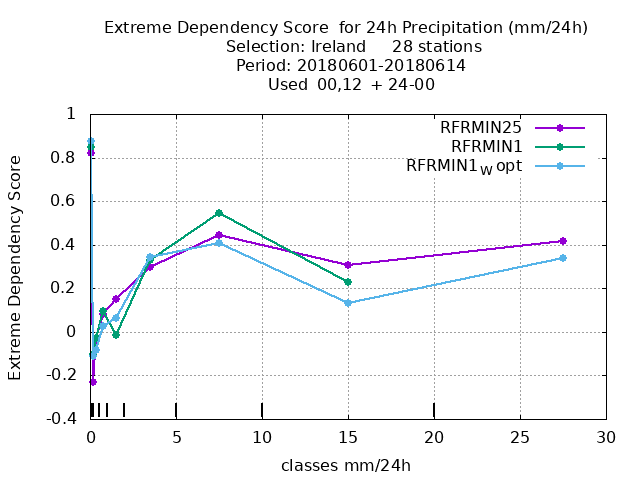 Extreme Dependency Score  for 24h Precipitation (mm/24h)
Selection: Ireland     28 stations
Period: 20180601-20180614
Used  00,12  + 24-00
RFRMIN25
RFRMIN1
RFRMIN1W opt
Extreme Dependency Score
1
0.8
0.6
0.4
0.2
0
-0.2
-0.4
0 5 10 15 20 25 30
classes mm/24h